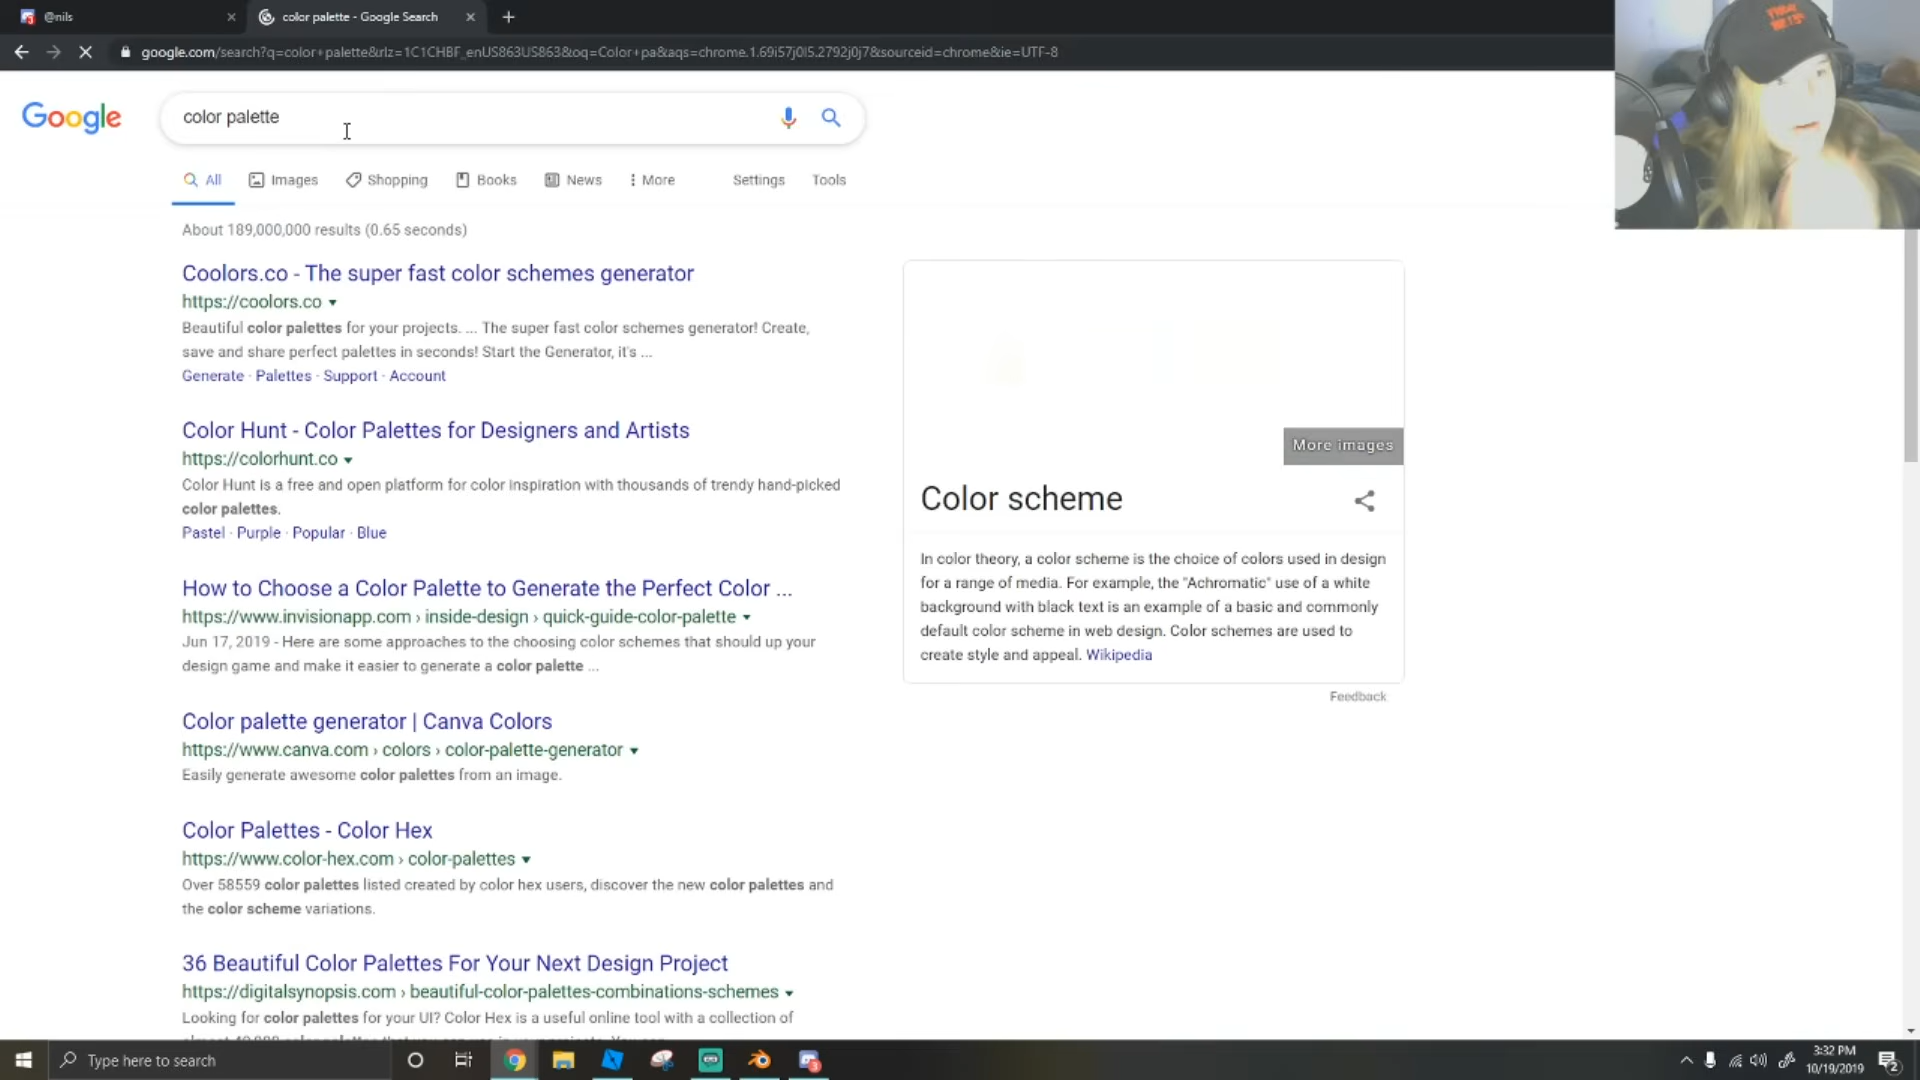 @nils
color palette - Google Search
google.com/search?q=color+palette&rlz=1C1CHBF_enUS863US863&oq=Color+pa&aqs=chrome.1.69i57j0l5.2792j0j7&sourceid=chrome&ie=UTF-8
Google
color palette
All Images Shopping Books News More Settings Tools
About 189,000,000 results (0.65 seconds)
Coolors.co - The super fast color schemes generator
https://coolors.co
Beautiful color palettes for your projects. ... The super fast color schemes generator! Create,
save and share perfect palettes in seconds! Start the Generator, it's ...
Generate · Palettes · Support · Account
Color Hunt - Color Palettes for Designers and Artists
https://colorhunt.co
Color Hunt is a free and open platform for color inspiration with thousands of trendy hand-picked
color palettes.
Pastel · Purple · Popular · Blue
How to Choose a Color Palette to Generate the Perfect Color ...
https://www.invisionapp.com › inside-design › quick-guide-color-palette
Jun 17, 2019 - Here are some approaches to the choosing color schemes that should up your
design game and make it easier to generate a color palette ...
Color palette generator | Canva Colors
https://www.canva.com › colors › color-palette-generator
Easily generate awesome color palettes from an image.
Color Palettes - Color Hex
https://www.color-hex.com › color-palettes
Over 58559 color palettes listed created by color hex users, discover the new color palettes and
the color scheme variations.
36 Beautiful Color Palettes For Your Next Design Project
https://digitalsynopsis.com › beautiful-color-palettes-combinations-schemes
Looking for color palettes for your UI? Color Hex is a useful online tool with a collection of
More images
Color scheme
In color theory, a color scheme is the choice of colors used in design
for a range of media. For example, the "Achromatic" use of a white
background with black text is an example of a basic and commonly
default color scheme in web design. Color schemes are used to
create style and appeal. Wikipedia
Feedback
Type here to search
3:32 PM
10/19/2019
2